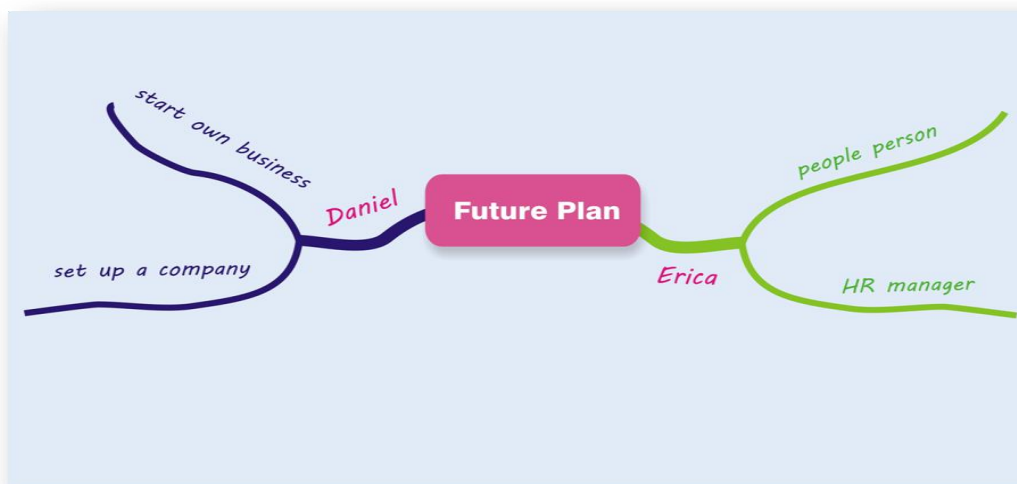 start own business
Daniel
set up a company
Future Plan
people person
Erica
HR manager